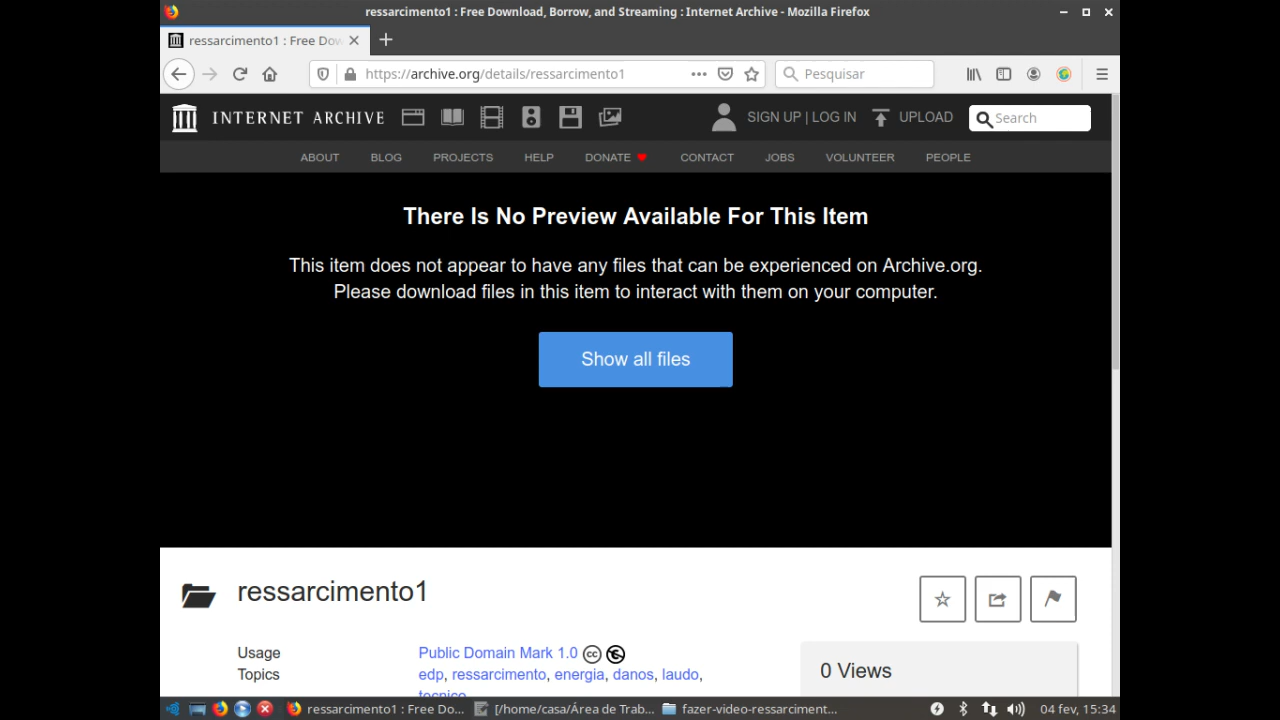 ressarcimento1 : Free Download, Borrow, and Streaming : Internet Archive - Mozilla Firefox
ressarcimento1 : Free Dow
https://archive.org/details/ressarcimento1
Pesquisar
INTERNET ARCHIVE
SIGN UP | LOG IN
UPLOAD
Search
ABOUT BLOG PROJECTS HELP DONATE CONTACT JOBS VOLUNTEER PEOPLE
There Is No Preview Available For This Item
This item does not appear to have any files that can be experienced on Archive.org.
Please download files in this item to interact with them on your computer.
Show all files
ressarcimento1
Usage Public Domain Mark 1.0
Topics edp, ressarcimento, energia, danos, laudo,
tecnico
0 Views
ressarcimento1 : Free Do... [/home/casa/Área de Trab... fazer-video-ressarciment... 04 fev, 15:34